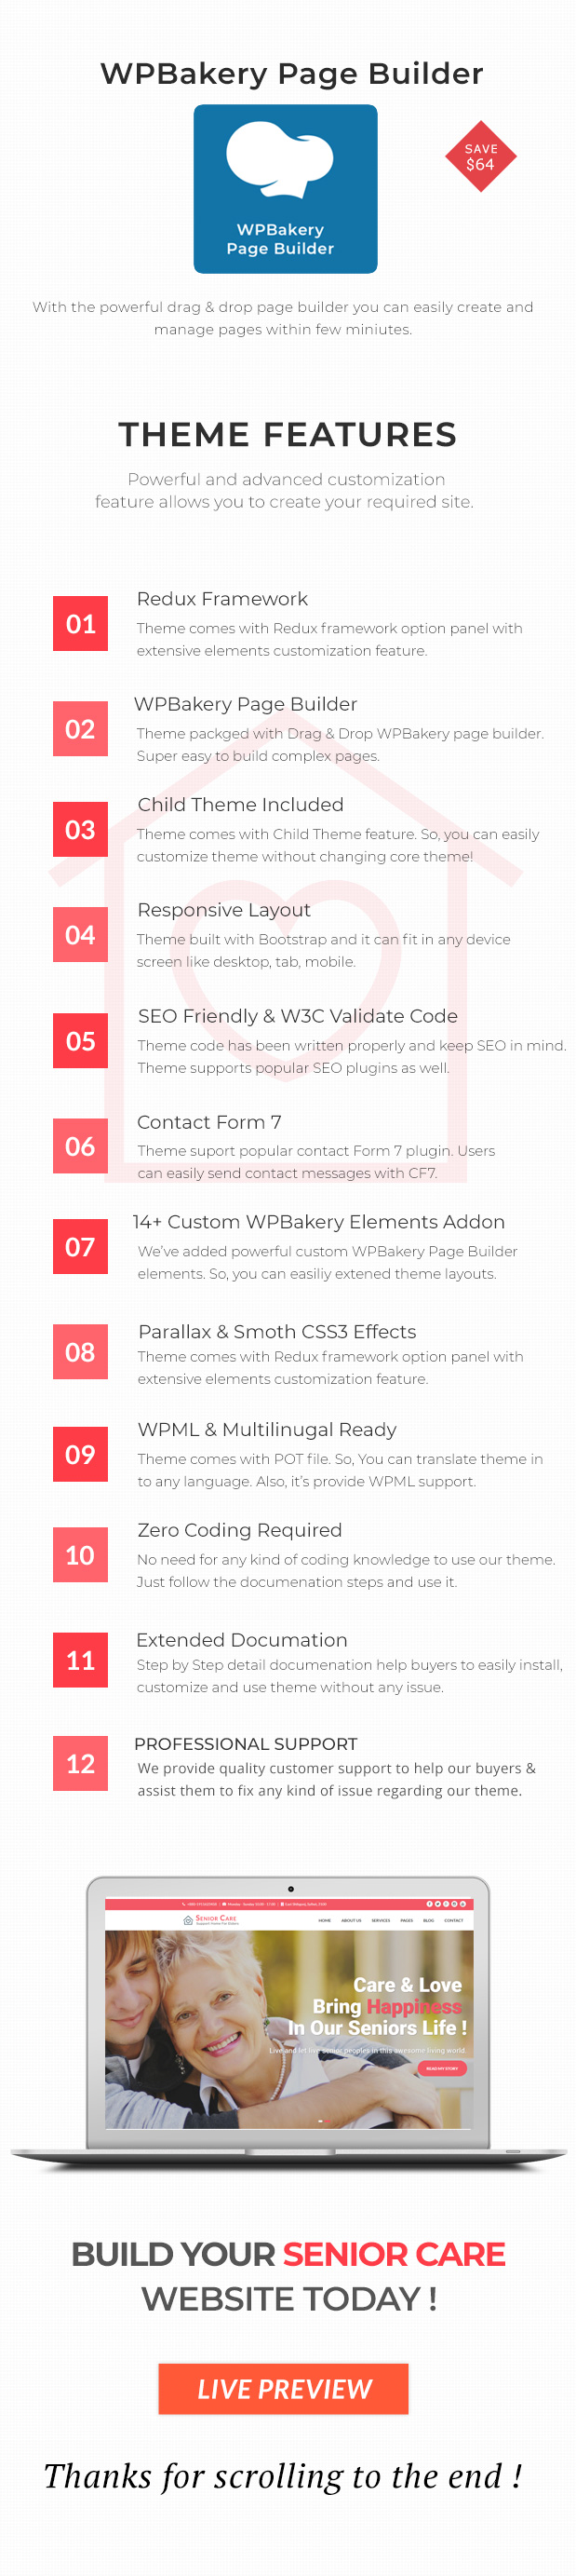 WPBakery Page Builder
SAVE
$64
WPBakery
Page Builder
With the powerful drag & drop page builder you can easily create and
manage pages within few miniutes.
THEME FEATURES
Powerful and advanced customization
feature allows you to create your required site.
01
Redux Framework
Theme comes with Redux framework option panel with
extensive elements customization feature.
02
WPBakery Page Builder
Theme packged with Drag & Drop WPBakery page builder.
Super easy to build complex pages.
03
Child Theme Included
Theme comes with Child Theme feature. So, you can easily
customize theme without changing core theme!
04
Responsive Layout
Theme built with Bootstrap and it can fit in any device
screen like desktop, tab, mobile.
05
SEO Friendly & W3C Validate Code
Theme code has been written properly and keep SEO in mind.
Theme supports popular SEO plugins as well.
06
Contact Form 7
Theme suport popular contact Form 7 plugin. Users
can easily send contact messages with CF7.
07
14+ Custom WPBakery Elements Addon
We've added powerful custom WPBakery Page Builder
elements. So, you can easiliy extened theme layouts.
08
Parallax & Smoth CSS3 Effects
Theme comes with Redux framework option panel with
extensive elements customization feature.
09
WPML & Multilinugal Ready
Theme comes with POT file. So, You can translate theme in
to any language. Also, it's provide WPML support.
10
Zero Coding Required
No need for any kind of coding knowledge to use our theme.
Just follow the documenation steps and use it.
11
Extended Documation
Step by Step detail documenation help buyers to easily install,
customize and use theme without any issue.
12
PROFESSIONAL SUPPORT
We provide quality customer support to help our buyers &
assist them to fix any kind of issue regarding our theme.
SENIOR CARE
HOME ABOUT US SERVICES PAGES BLOG CONTACT
Care & Love
Bring Happiness
In Our Seniors Life !
Live and let live senior peoples in this awesome living world.
READ MY STORY
BUILD YOUR SENIOR CARE
WEBSITE TODAY !
LIVE PREVIEW
Thanks for scrolling to the end !